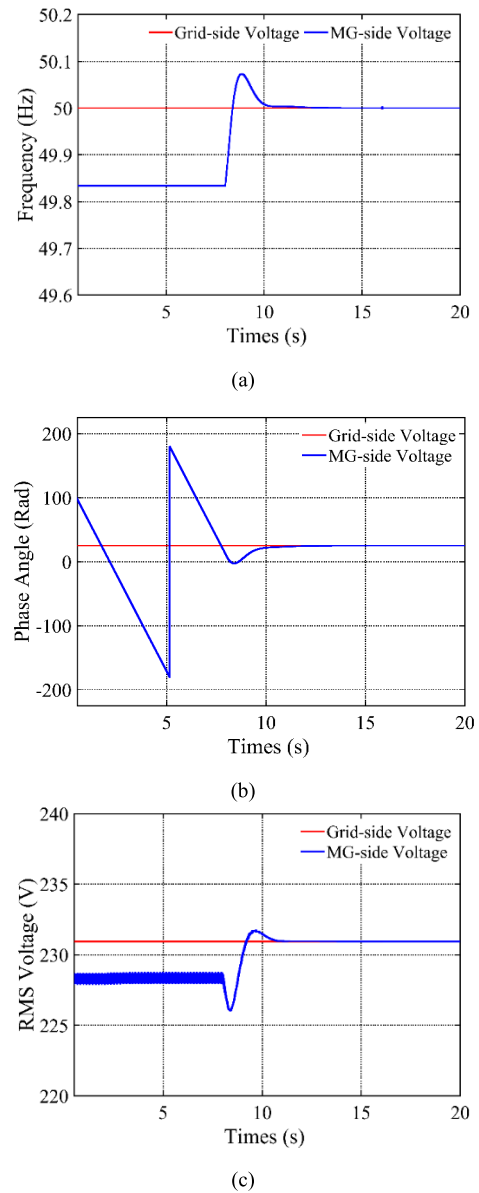 50.2
Grid-side Voltage MG-side Voltage
50.1
50
49.9
49.8
49.7
49.6
Frequency (Hz)
5 10 15 20
Times (s)
(a)
200
Grid-side Voltage
MG-side Voltage
100
0
-100
-200
Phase Angle (Rad)
5 10 15 20
Times (s)
(b)
240
Grid-side Voltage
MG-side Voltage
235
230
225
220
RMS Voltage (V)
5 10 15 20
Times (s)
(c)